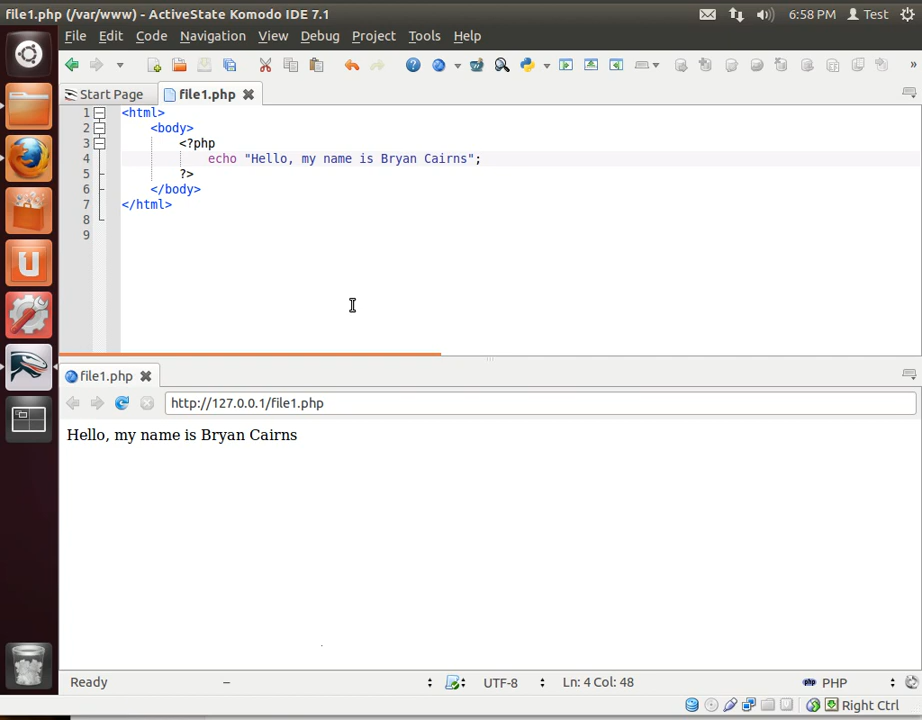 file1.php (/var/www) - ActiveState Komodo IDE 7.1
6:58 PM Test
File Edit Code Navigation View Debug Project Tools Help
Start Page file1.php
1 <html>
2 <body>
3 <?php
4 echo "Hello, my name is Bryan Cairns";
5 ?>
6 </body>
7 </html>
8
9
file1.php
http://127.0.0.1/file1.php
Hello, my name is Bryan Cairns
Ready – UTF-8 Ln: 4 Col: 48 PHP
Right Ctrl